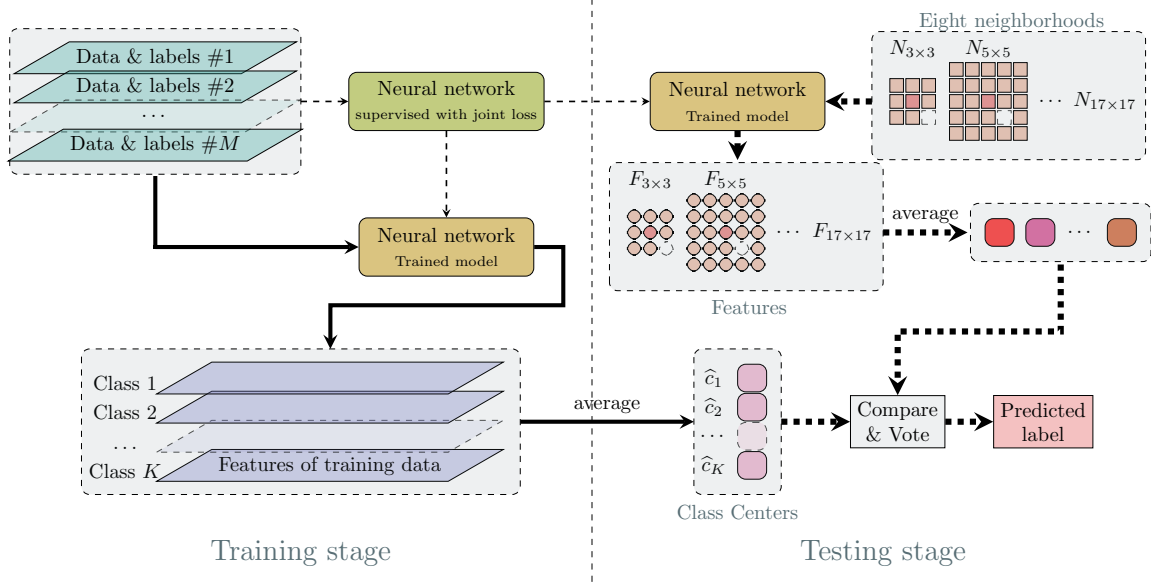 Data & labels #1
Data & labels #2
...
Data & labels #M
Neural network
supervised with joint loss
Neural network
Trained model
Class 1
Class 2
...
Class K
Features of training data
average
Training stage
Eight neighborhoods
N3×3
N5×5
... N17×17
Neural network
Trained model
F3×3
F5×5
... F17×17
Features
average
...
ĉ1
ĉ2
...
ĉK
Class Centers
Compare
& Vote
Predicted
label
Testing stage